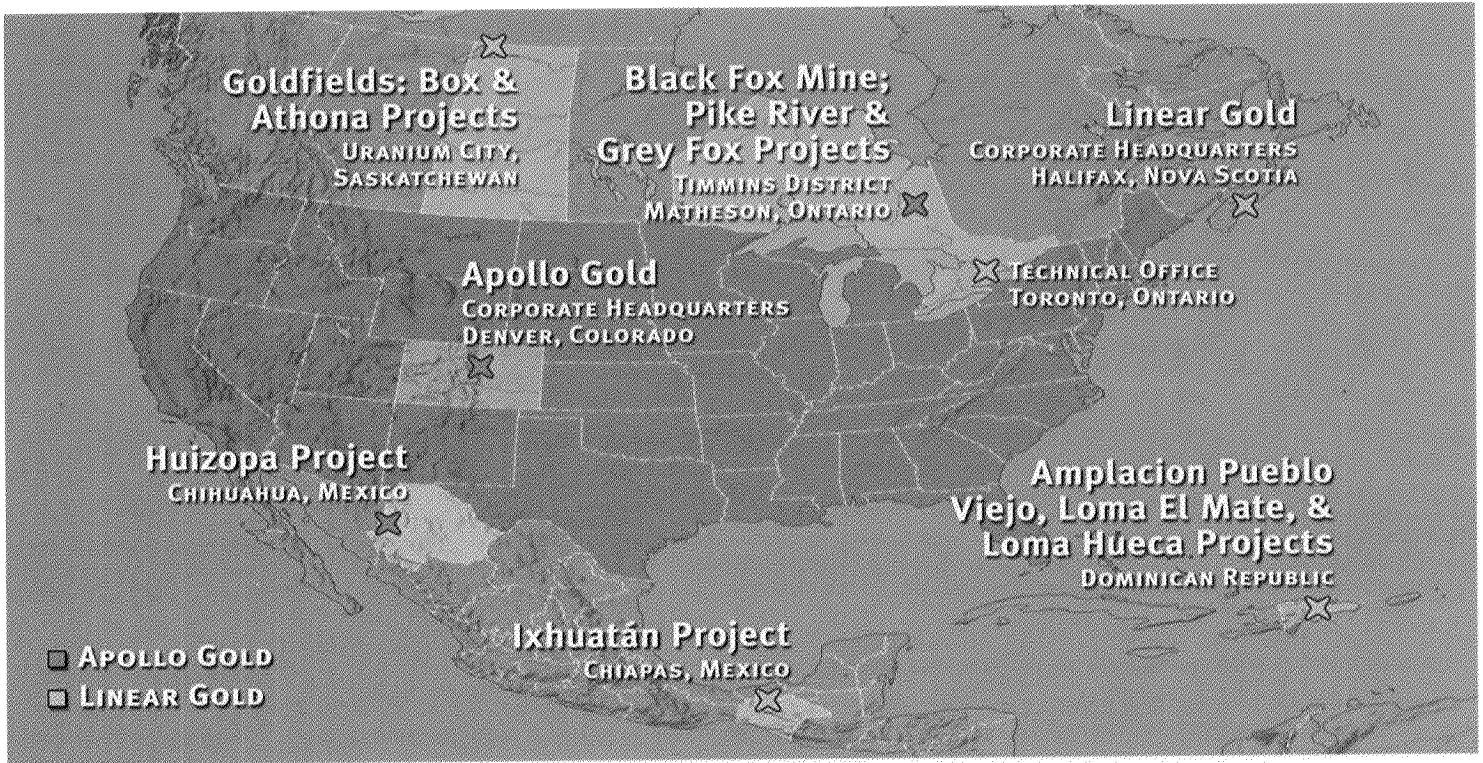 Goldfields: Box &
Athona Projects
Uranium City,
Saskatchewan
Black Fox Mine;
Pike River &
Grey Fox Projects
Timmins District
Matheson, Ontario
Linear Gold
Corporate Headquarters
Halifax, Nova Scotia
Apollo Gold
Corporate Headquarters
Denver, Colorado
Technical Office
Toronto, Ontario
Huizopa Project
Chihuahua, Mexico
Amplacion Pueblo
Viejo, Loma El Mate, &
Loma Hueca Projects
Dominican Republic
Ixhuatán Project
Chiapas, Mexico
Apollo Gold
Linear Gold